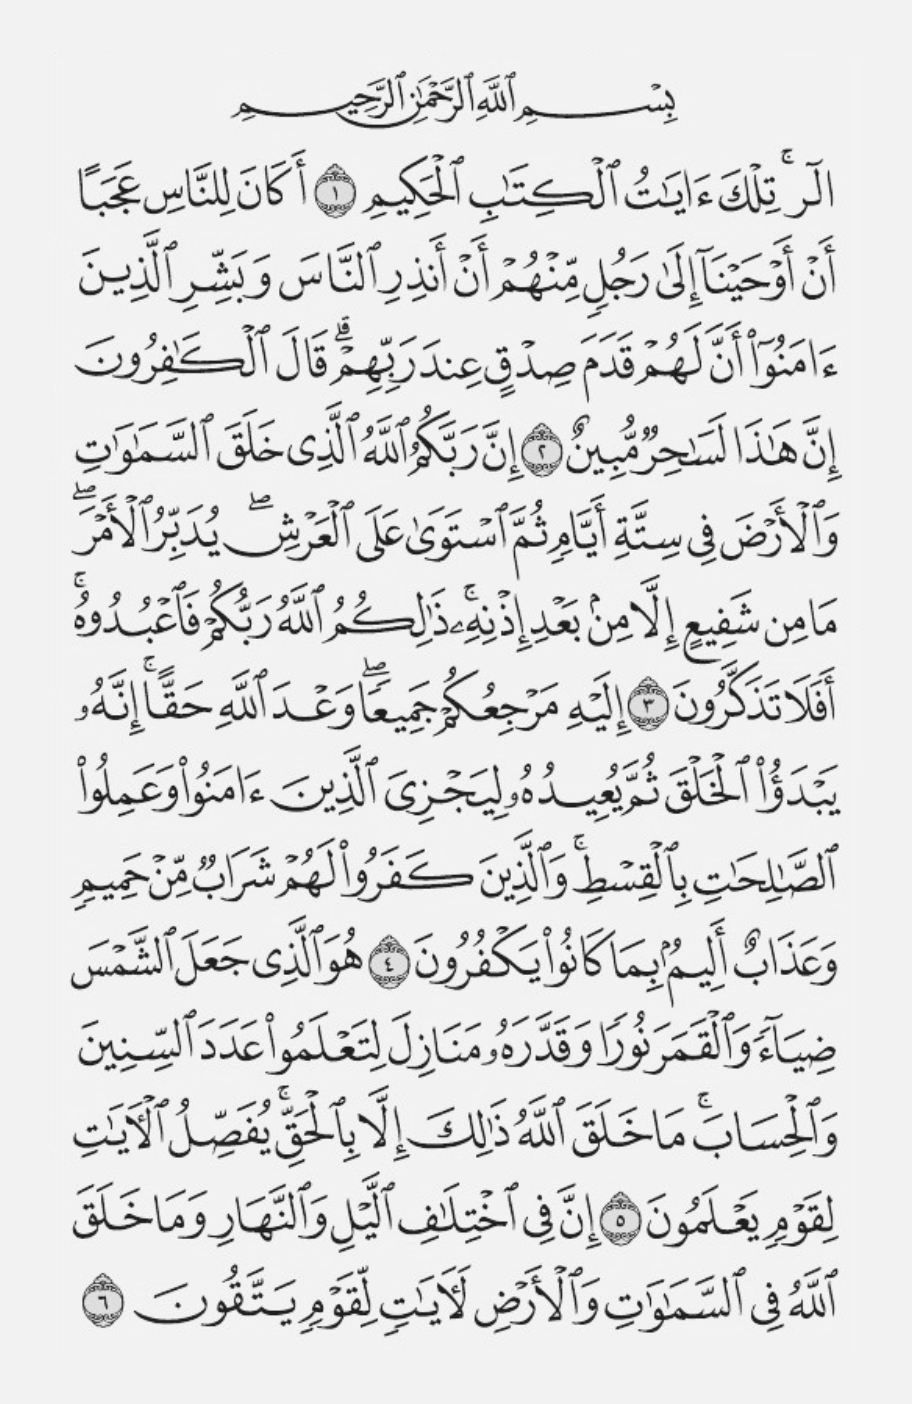 بِسْمِ ٱللَّهِ ٱلرَّحْمَٰنِ ٱلرَّحِيمِ
الٓرۚ تِلْكَ ءَايَٰتُ ٱلْكِتَٰبِ ٱلْحَكِيمِ ١ أَكَانَ لِلنَّاسِ عَجَبًا
أَنْ أَوْحَيْنَآ إِلَىٰ رَجُلٖ مِّنْهُمْ أَنْ أَنذِرِ ٱلنَّاسَ وَبَشِّرِ ٱلَّذِينَ
ءَامَنُوٓاْ أَنَّ لَهُمْ قَدَمَ صِدْقٍ عِندَ رَبِّهِمْۗ قَالَ ٱلْكَٰفِرُونَ
إِنَّ هَٰذَا لَسَٰحِرٞ مُّبِينٌ ٢ إِنَّ رَبَّكُمُ ٱللَّهُ ٱلَّذِى خَلَقَ ٱلسَّمَٰوَٰتِ
وَٱلْأَرْضَ فِى سِتَّةِ أَيَّامٖ ثُمَّ ٱسْتَوَىٰ عَلَى ٱلْعَرْشِۖ يُدَبِّرُ ٱلْأَمْرَۖ
مَا مِن شَفِيعٍ إِلَّا مِنۢ بَعْدِ إِذْنِهِۦۚ ذَٰلِكُمُ ٱللَّهُ رَبُّكُمْ فَٱعْبُدُوهُۚ
أَفَلَا تَذَكَّرُونَ ٣ إِلَيْهِ مَرْجِعُكُمْ جَمِيعٗاۖ وَعْدَ ٱللَّهِ حَقًّاۚ إِنَّهُۥ
يَبْدَؤُاْ ٱلْخَلْقَ ثُمَّ يُعِيدُهُۥ لِيَجْزِىَ ٱلَّذِينَ ءَامَنُواْ وَعَمِلُواْ
ٱلصَّٰلِحَٰتِ بِٱلْقِسْطِۚ وَٱلَّذِينَ كَفَرُواْ لَهُمْ شَرَابٞ مِّنْ حَمِيمٖ
وَعَذَابٌ أَلِيمُۢ بِمَا كَانُواْ يَكْفُرُونَ ٤ هُوَ ٱلَّذِى جَعَلَ ٱلشَّمْسَ
ضِيَآءٗ وَٱلْقَمَرَ نُورٗا وَقَدَّرَهُۥ مَنَازِلَ لِتَعْلَمُواْ عَدَدَ ٱلسِّنِينَ
وَٱلْحِسَابَۚ مَا خَلَقَ ٱللَّهُ ذَٰلِكَ إِلَّا بِٱلْحَقِّۚ يُفَصِّلُ ٱلْأٓيَٰتِ
لِقَوْمٖ يَعْلَمُونَ ٥ إِنَّ فِى ٱخْتِلَٰفِ ٱلَّيْلِ وَٱلنَّهَارِ وَمَا خَلَقَ
ٱللَّهُ فِى ٱلسَّمَٰوَٰتِ وَٱلْأَرْضِ لَأٓيَٰتٖ لِّقَوْمٖ يَتَّقُونَ ٦